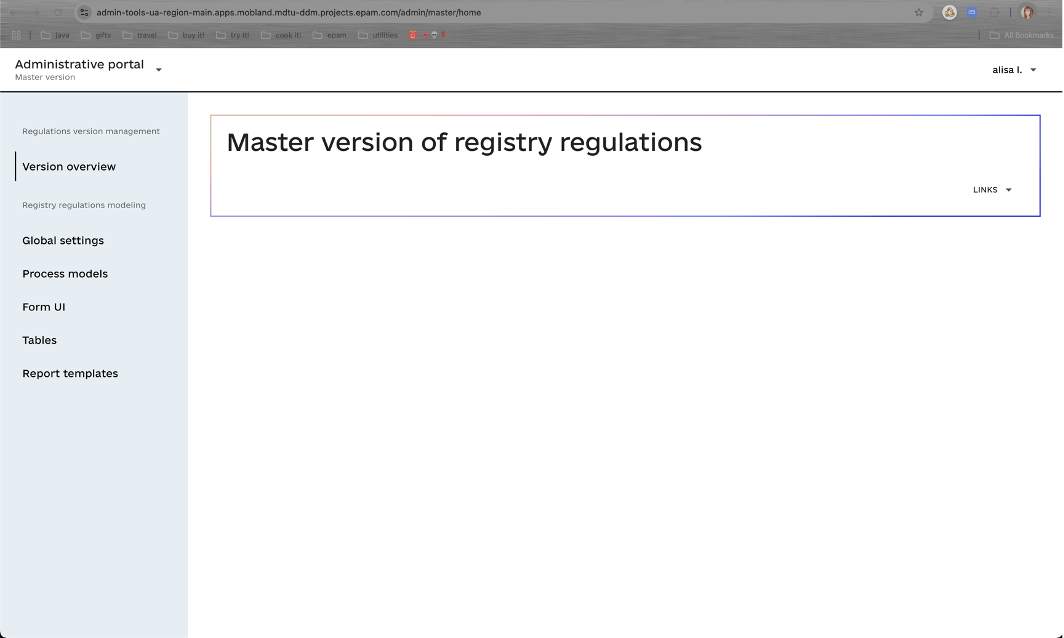 admin-tools-ua-region-main.apps.mobland.mdtu-ddm.projects.epam.com/admin/master/home
java gifts travel buy it! try it! cook it! epam utilities All Bookmarks
Administrative portal
Master version
alisa l.
Regulations version management
Version overview
Registry regulations modeling
Global settings
Process models
Form UI
Tables
Report templates
Master version of registry regulations
LINKS